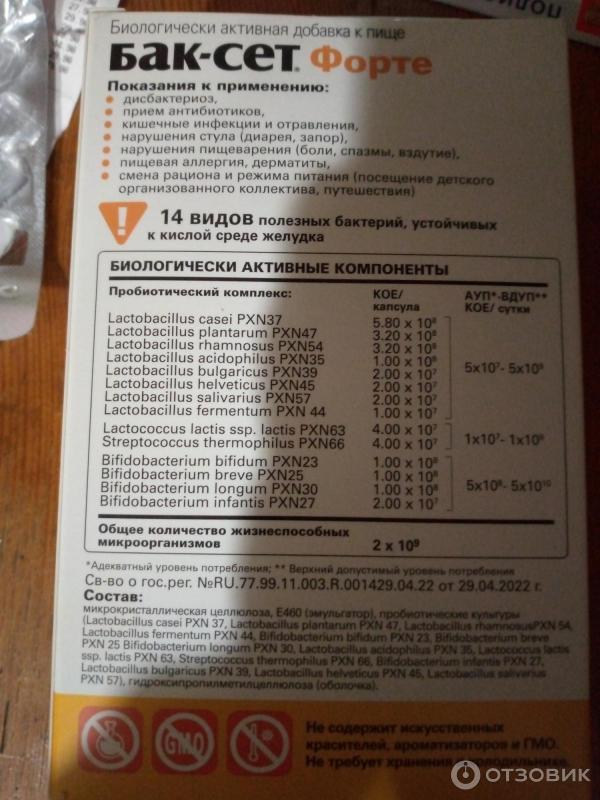 Биологически активная добавка к пище
Бак-сет Форте
Показания к применению:
• дисбактериоз,
• прием антибиотиков,
• кишечные инфекции и отравления,
• нарушения стула (диарея, запор),
• нарушения пищеварения (боли, спазмы, вздутие),
• пищевая аллергия, дерматиты,
• смена рациона и режима питания (посещение детского
организованного коллектива, путешествия)
! 14 видов полезных бактерий, устойчивых
к кислой среде желудка
БИОЛОГИЧЕСКИ АКТИВНЫЕ КОМПОНЕНТЫ
Пробиотический комплекс: КОЕ/ капсула АУП*-ВДУП** КОЕ/ сутки
Lactobacillus casei PXN37 5.80 x 10⁸
Lactobacillus plantarum PXN47 3.20 x 10⁸
Lactobacillus rhamnosus PXN54 3.20 x 10⁸
Lactobacillus acidophilus PXN35 1.00 x 10⁸
Lactobacillus bulgaricus PXN39 2.00 x 10⁷
Lactobacillus helveticus PXN45 2.00 x 10⁷
Lactobacillus salivarius PXN57 2.00 x 10⁷
Lactobacillus fermentum PXN 44 1.00 x 10⁷
5x10⁷- 5x10⁹
Lactococcus lactis ssp. lactis PXN63 4.00 x 10⁷
Streptococcus thermophilus PXN66 4.00 x 10⁷
1x10⁷- 1x10⁹
Bifidobacterium bifidum PXN23 1.00 x 10⁸
Bifidobacterium breve PXN25 1.00 x 10⁸
Bifidobacterium longum PXN30 1.00 x 10⁸
Bifidobacterium infantis PXN27 2.00 x 10⁷
5x10⁸- 5x10¹⁰
Общее количество жизнеспособных
микроорганизмов 2 x 10⁹
*Адекватный уровень потребления; ** Верхний допустимый уровень потребления
Св-во о гос.рег. №RU.77.99.11.003.R.001429.04.22 от 29.04.2022 г.
Состав:
микрокристаллическая целлюлоза, Е460 (эмульгатор), пробиотические культуры
(Lactobacillus casei PXN 37, Lactobacillus plantarum PXN 47, Lactobacillus rhamnosusPXN 54,
Lactobacillus fermentum PXN 44, Bifidobacterium bifidum PXN 23, Bifidobacterium breve
PXN 25 Bifidobacterium longum PXN 30, Lactobacillus acidophilus PXN 35, Lactococcus lactis
ssp. lactis PXN 63, Streptococcus thermophilus PXN 66, Bifidobacterium infantis PXN 27,
Lactobacillus bulgaricus PXN 39, Lactobacillus helveticus PXN 45, Lactobacillus salivarius
PXN 57), гидроксипропилметилцеллюлоза (оболочка).
GMO
Не содержит искусственных
красителей, ароматизаторов и ГМО.
Не требует хранения в холодильнике.
ОТЗОВИК